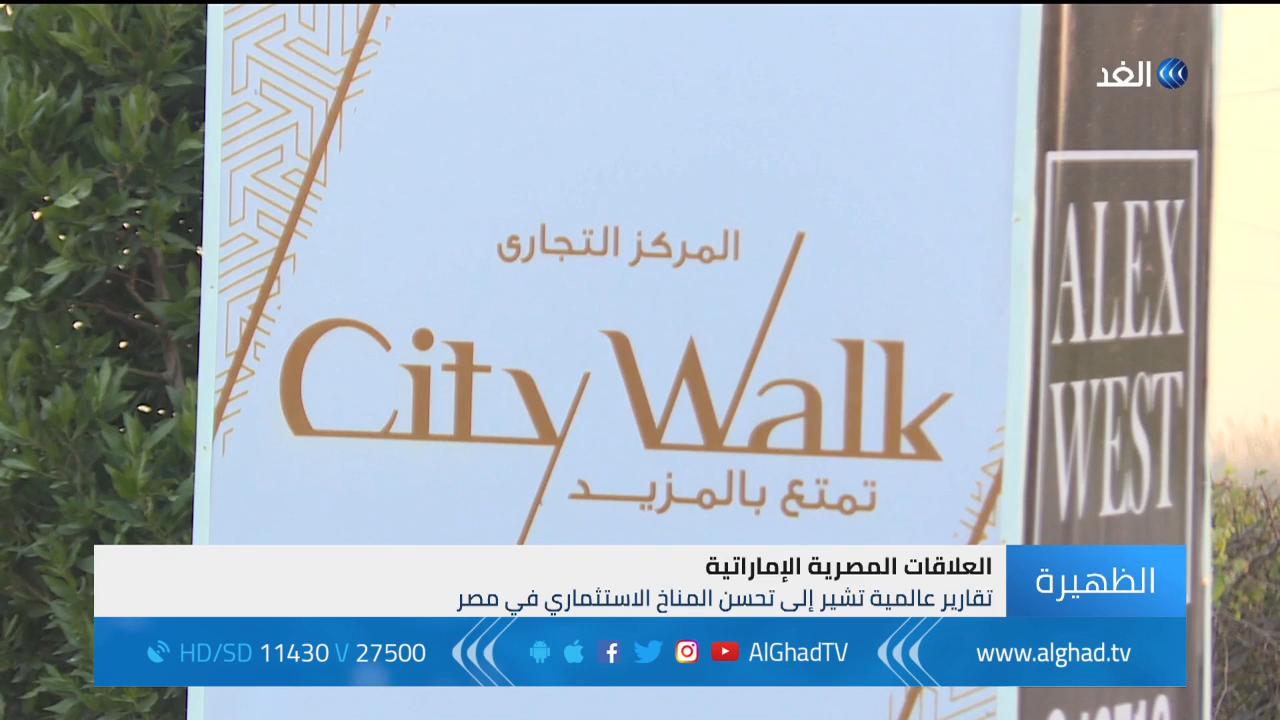 الغد
المركز التجارى
City Walk
تمتع بالمزيد
ALEX
WEST
الظهيرة
العلاقات المصرية الإماراتية
تقارير عالمية تشير إلى تحسن المناخ الاستثماري في مصر
HD/SD 11430 V 27500
AlGhadTV
www.alghad.tv